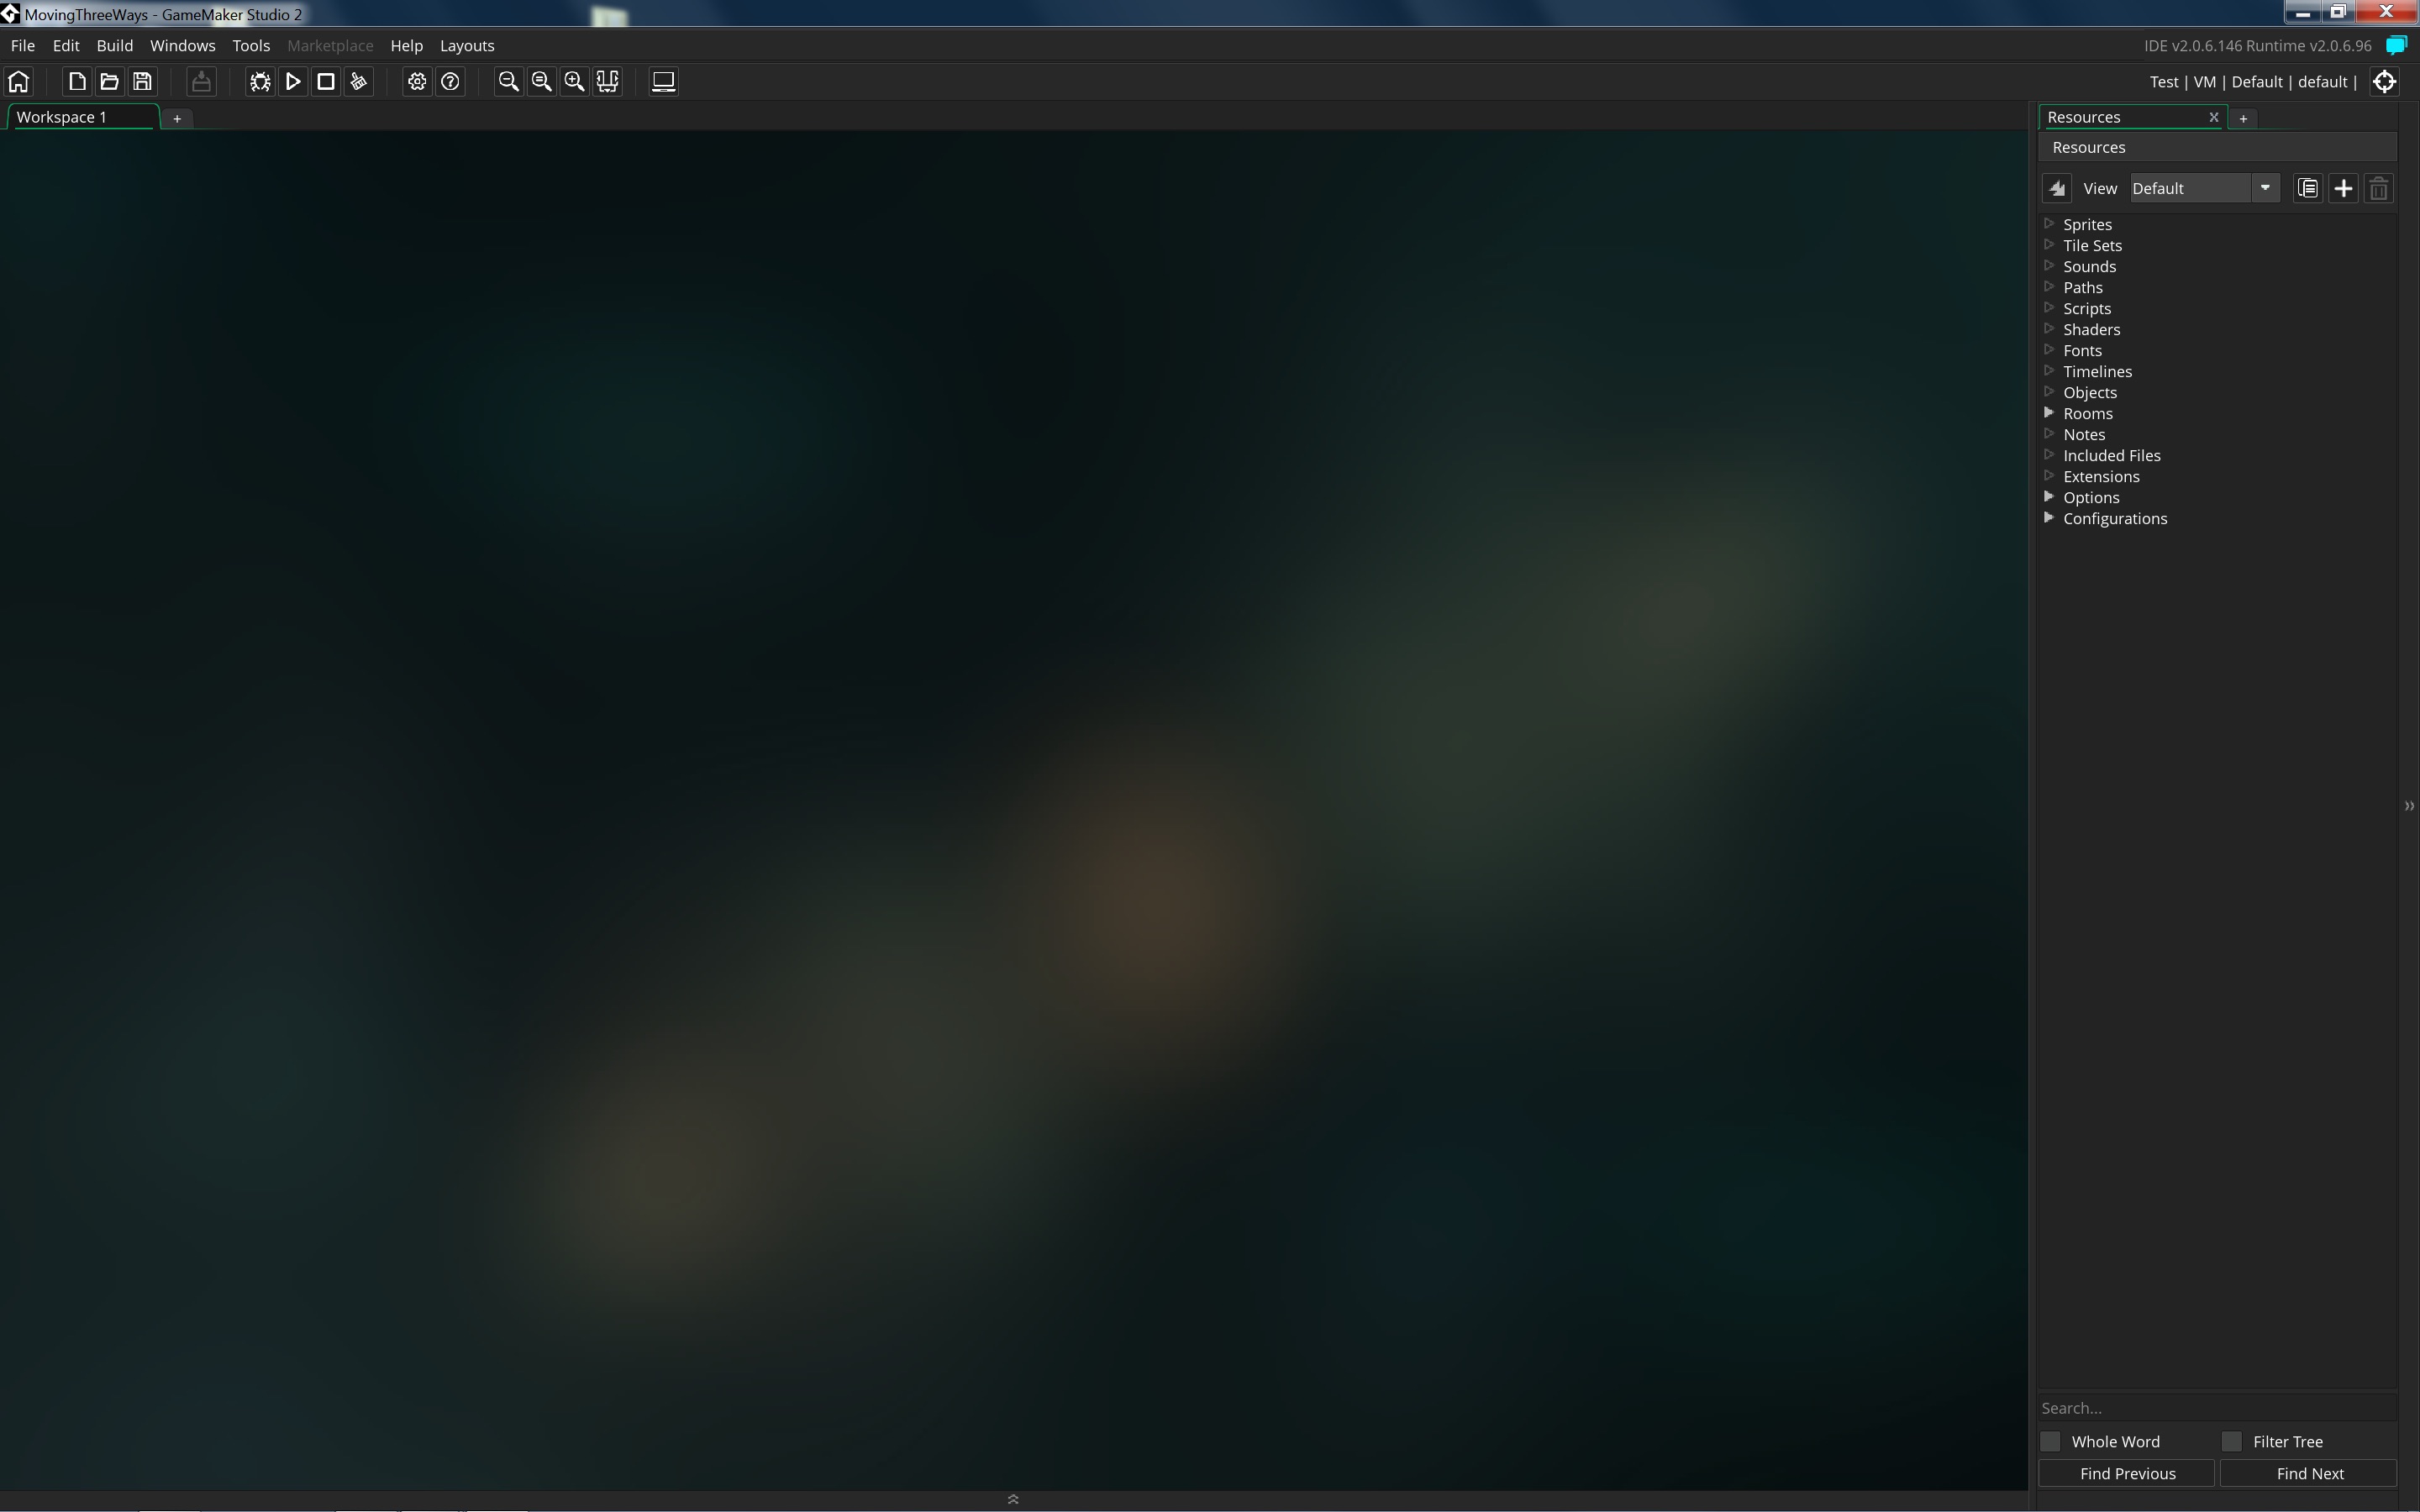 MovingThreeWays - GameMaker Studio 2
File Edit Build Windows Tools Marketplace Help Layouts
IDE v2.0.6.146 Runtime v2.0.6.96
Test | VM | Default | default |
Workspace 1 +
Resources X +
Resources
View Default
Sprites
Tile Sets
Sounds
Paths
Scripts
Shaders
Fonts
Timelines
Objects
Rooms
Notes
Included Files
Extensions
Options
Configurations
Search...
Whole Word Filter Tree
Find Previous Find Next